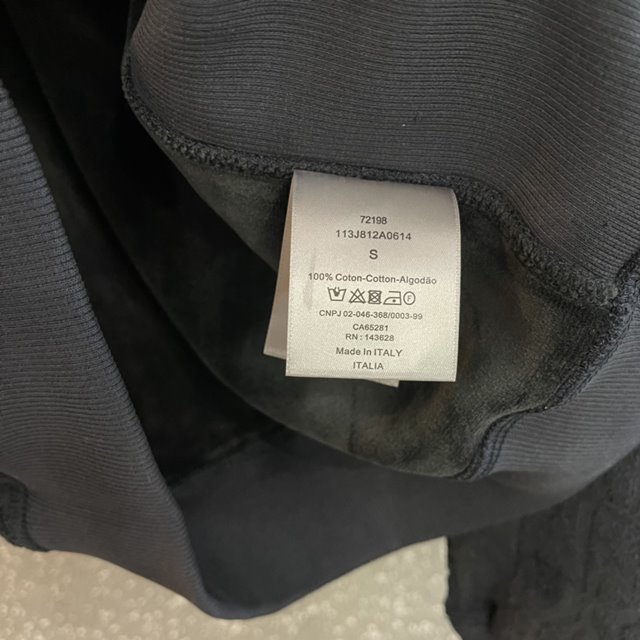 72198
113J812A0614
S
100% Coton-Cotton-Algodão
CNPJ 02-046-368/0003-99
CA65281
RN : 143628
Made In ITALY
ITALIA